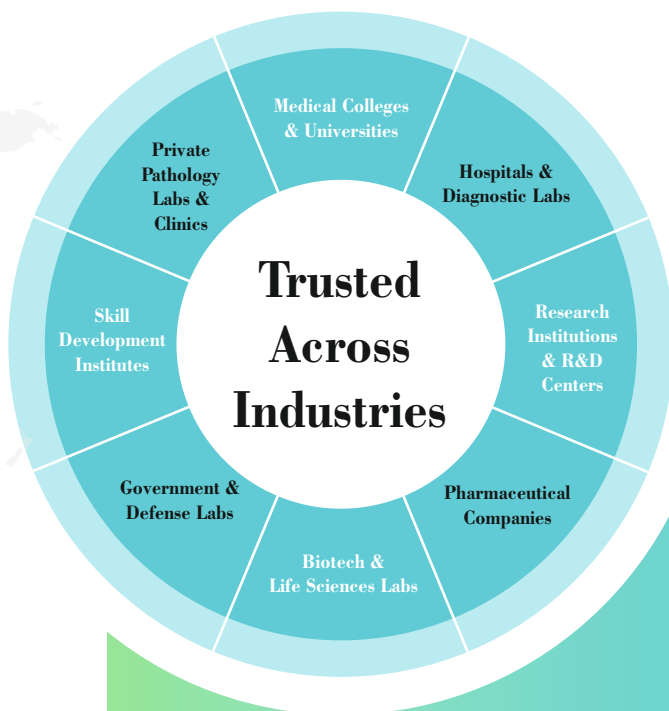 Trusted
Across
Industries
Medical Colleges
& Universities
Hospitals &
Diagnostic Labs
Research
Institutions
& R&D
Centers
Pharmaceutical
Companies
Biotech &
Life Sciences Labs
Government &
Defense Labs
Skill
Development
Institutes
Private
Pathology
Labs &
Clinics